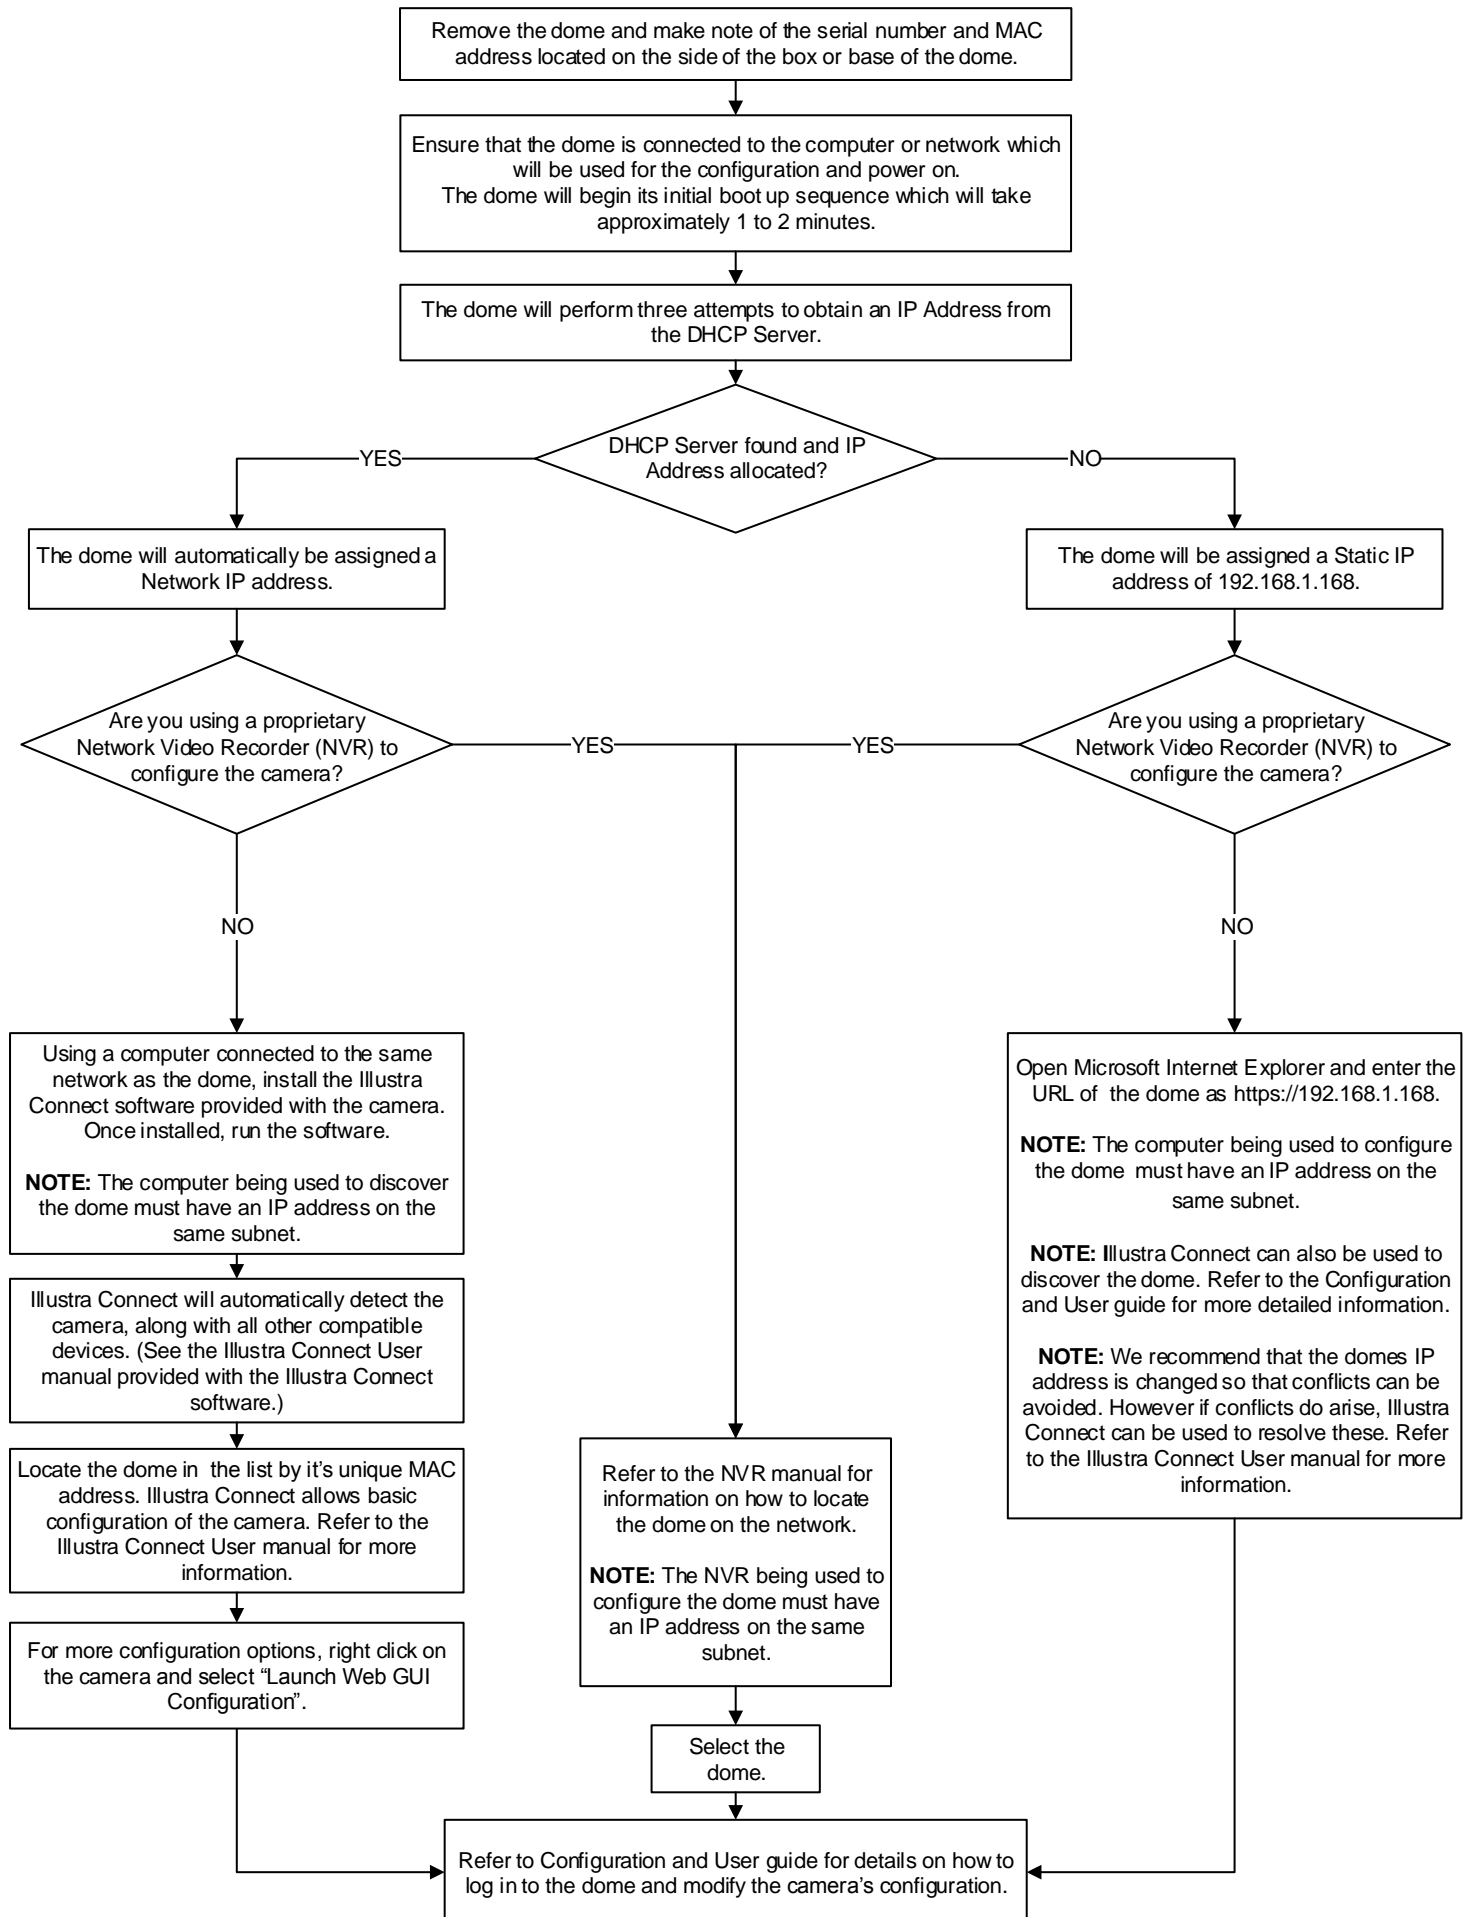 Remove the dome and make note of the serial number and MAC
address located on the side of the box or base of the dome.
Ensure that the dome is connected to the computer or network which
will be used for the configuration and power on.
The dome will begin its initial boot up sequence which will take
approximately 1 to 2 minutes.
The dome will perform three attempts to obtain an IP Address from
the DHCP Server.
DHCP Server found and IP
Address allocated?
YES
NO
The dome will automatically be assigned a
Network IP address.
The dome will be assigned a Static IP
address of 192.168.1.168.
Are you using a proprietary
Network Video Recorder (NVR) to
configure the camera?
YES
YES
Are you using a proprietary
Network Video Recorder (NVR) to
configure the camera?
NO
NO
Using a computer connected to the same
network as the dome, install the Illustra
Connect software provided with the camera.
Once installed, run the software.
NOTE: The computer being used to discover
the dome must have an IP address on the
same subnet.
Illustra Connect will automatically detect the
camera, along with all other compatible
devices. (See the Illustra Connect User
manual provided with the Illustra Connect
software.)
Locate the dome in the list by it's unique MAC
address. Illustra Connect allows basic
configuration of the camera. Refer to the
Illustra Connect User manual for more
information.
For more configuration options, right click on
the camera and select “Launch Web GUI
Configuration”.
Refer to the NVR manual for
information on how to locate
the dome on the network.
NOTE: The NVR being used to
configure the dome must have
an IP address on the same
subnet.
Select the
dome.
Open Microsoft Internet Explorer and enter the
URL of the dome as https://192.168.1.168.
NOTE: The computer being used to configure
the dome must have an IP address on the
same subnet.
NOTE: Illustra Connect can also be used to
discover the dome. Refer to the Configuration
and User guide for more detailed information.
NOTE: We recommend that the domes IP
address is changed so that conflicts can be
avoided. However if conflicts do arise, Illustra
Connect can be used to resolve these. Refer
to the Illustra Connect User manual for more
information.
Refer to Configuration and User guide for details on how to
log in to the dome and modify the camera's configuration.